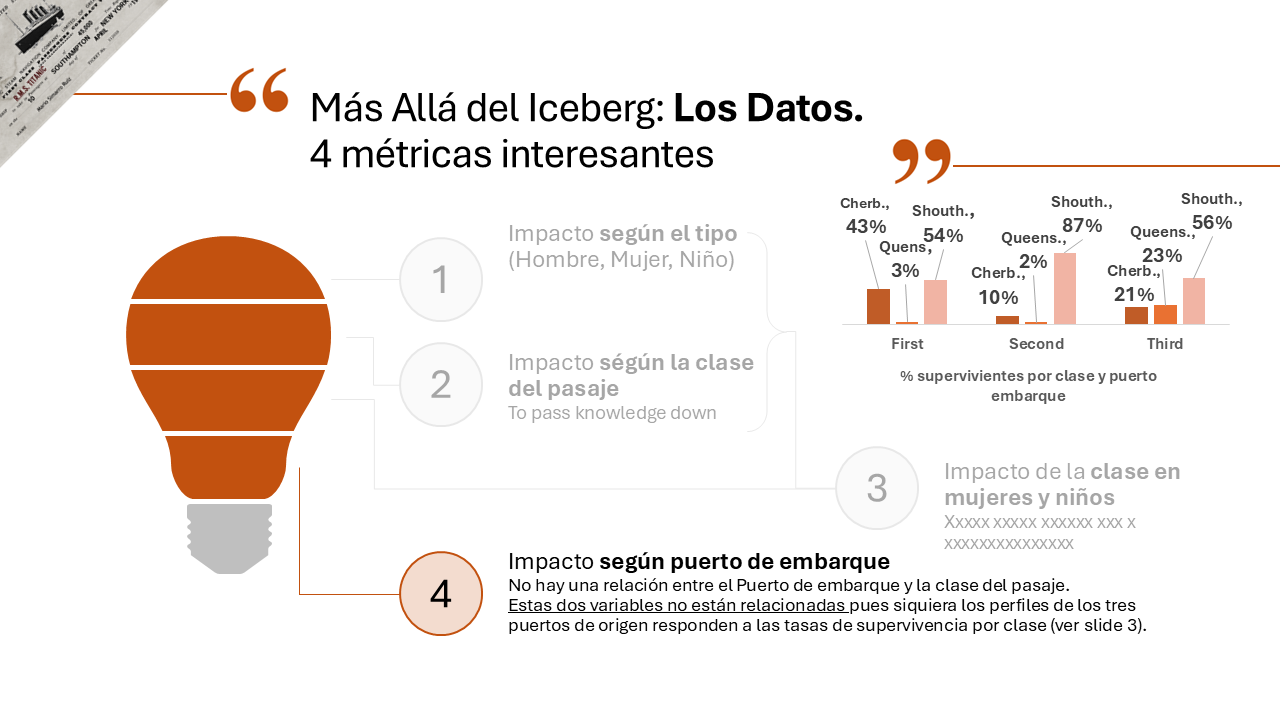 Más Allá del Iceberg: Los Datos.
4 métricas interesantes
“
”
SOUTHAMPTON
APRIL
NEW YORK
R.M.S. TITANIC
1
Impacto según el tipo
(Hombre, Mujer, Niño)
2
Impacto ségún la clase
del pasaje
To pass knowledge down
Cherb.,
43%
Quens,
3%
Shouth.,
54%
Cherb.,
10%
Queens.,
2%
Shouth.,
87%
Cherb.,
21%
Queens.,
23%
Shouth.,
56%
First
Second
Third
% supervivientes por clase y puerto
embarque
3
Impacto de la clase en
mujeres y niños
Xxxxx xxxxx xxxxxx xxx x
xxxxxxxxxxxxxxx
4
Impacto según puerto de embarque
No hay una relación entre el Puerto de embarque y la clase del pasaje.
Estas dos variables no están relacionadas pues siquiera los perfiles de los tres
puertos de origen responden a las tasas de supervivencia por clase (ver slide 3).